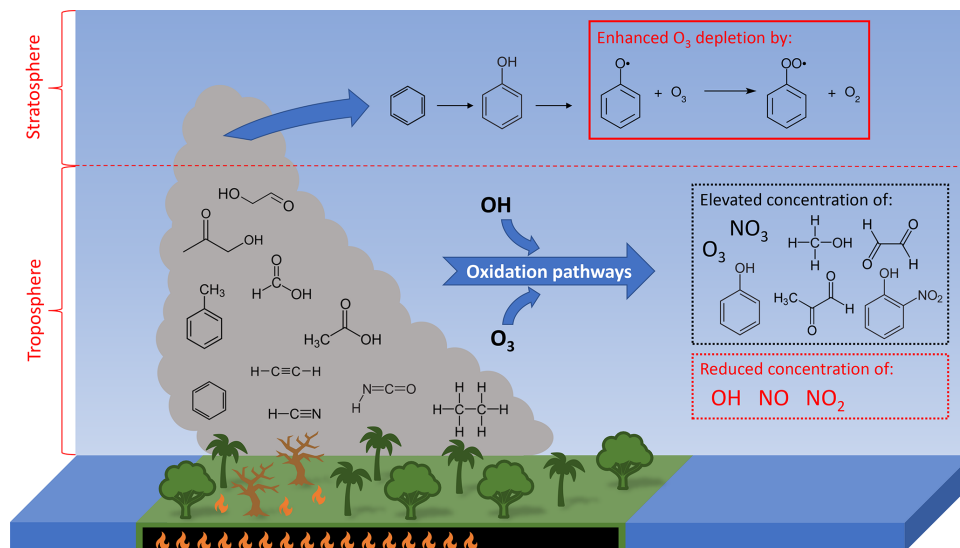 Stratosphere
Enhanced O₃ depletion by:
OH
O•
+ O₃
OO•
+ O₂
Troposphere
HO
O
O
OH
O
H
OH
CH₃
O
H₃C
OH
H–C≡C–H
H–C≡N
N=C=O
H
H H
H–C–C–H
H H
OH
Oxidation pathways
O₃
Elevated concentration of:
O₃
NO₃
H
H–C–OH
H
H
O
O
H
OH
O
H₃C
H
O
OH
NO₂
Reduced concentration of:
OH NO NO₂